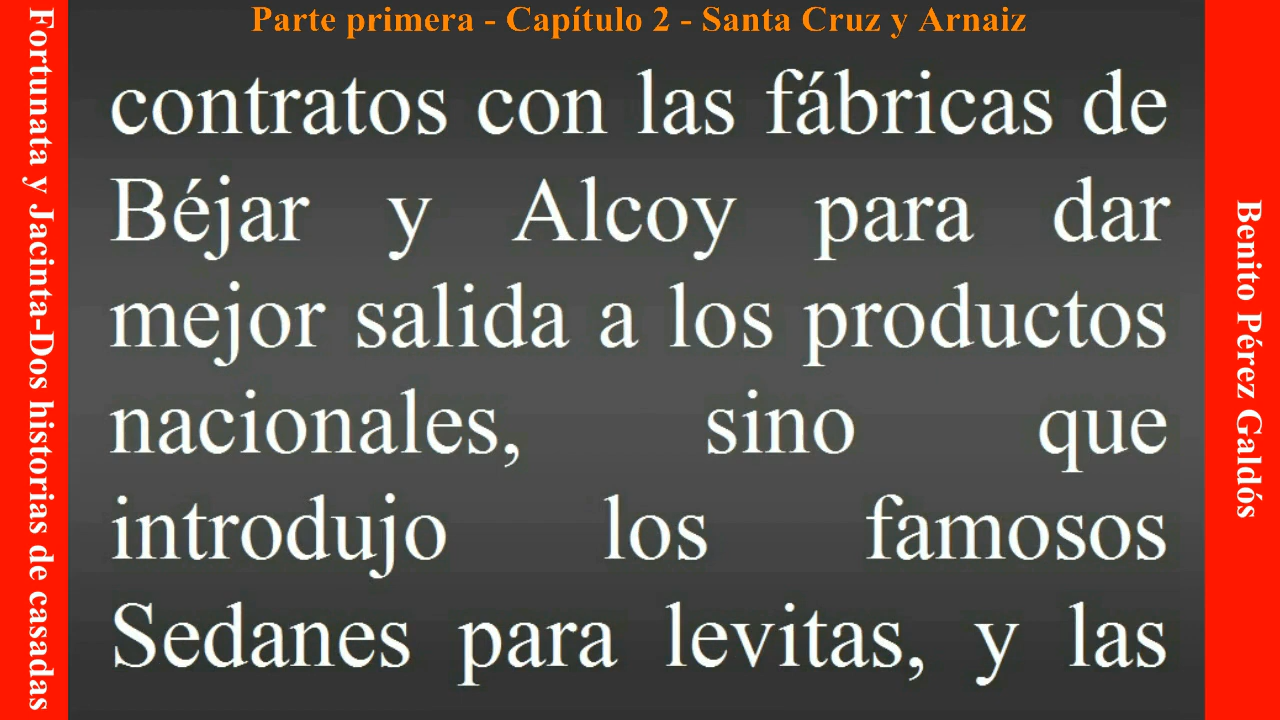 Parte primera - Capítulo 2 - Santa Cruz y Arnaiz
Fortunata y Jacinta-Dos historias de casadas
contratos con las fábricas de
Béjar y Alcoy para dar
mejor salida a los productos
nacionales, sino que
introdujo los famosos
Sedanes para levitas, y las
Benito Pérez Galdós